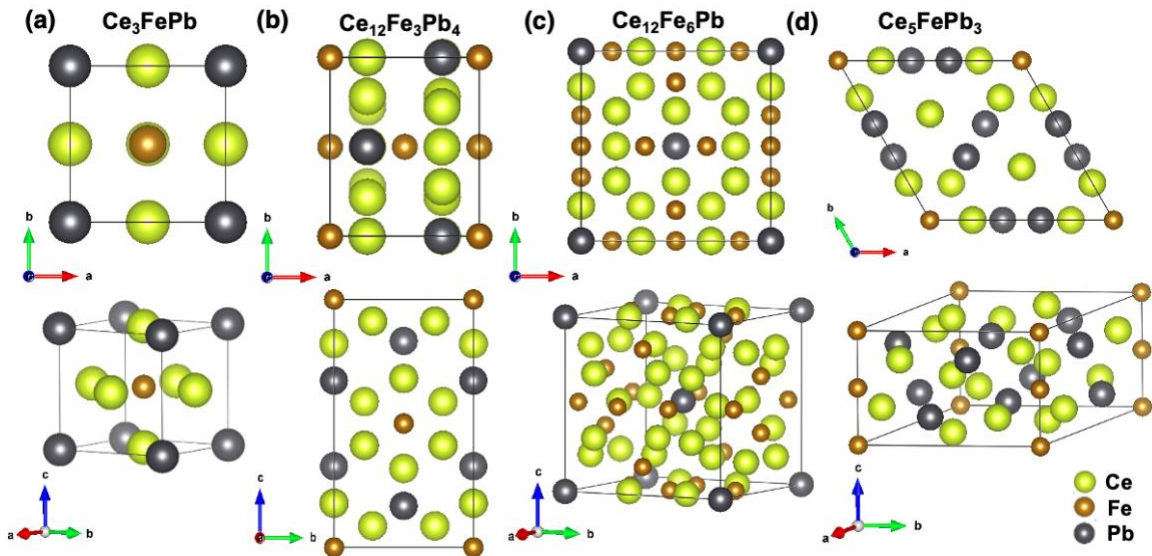 (a) Ce3FePb
(b) Ce12Fe3Pb4
(c) Ce12Fe6Pb
(d) Ce5FePb3
b
c a
b
c a
b
c a
b
c a
c
a b
c
a b
c
a b
c
a b
Ce
Fe
Pb